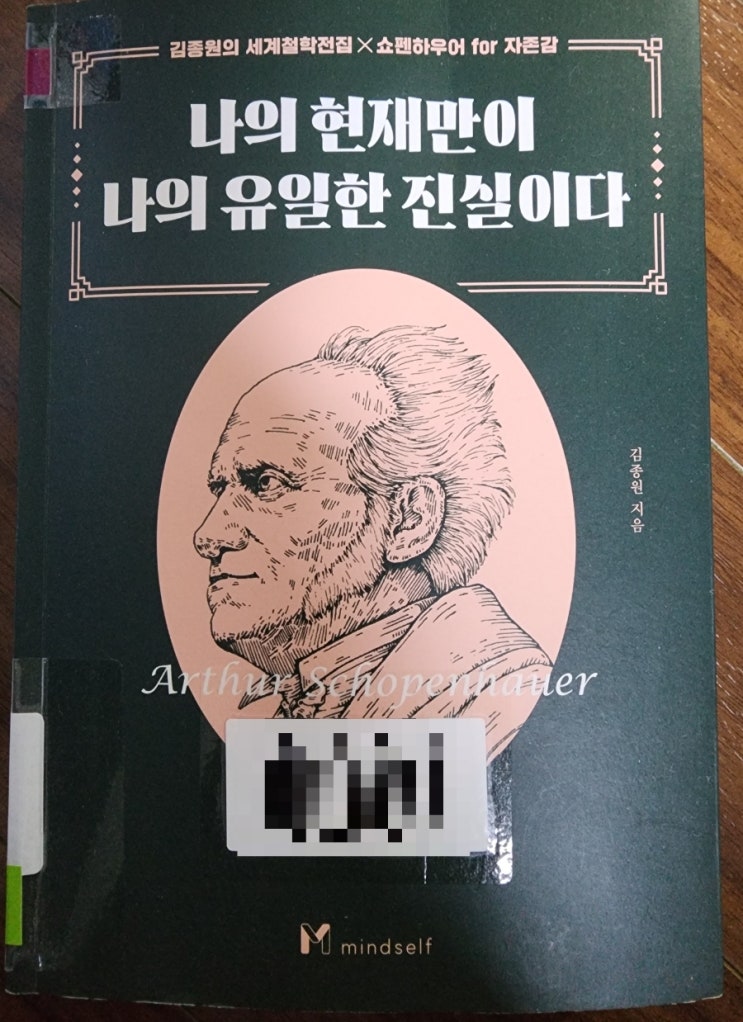 김종원의 세계철학전집×쇼펜하우어 for 자존감
나의 현재만이
나의 유일한 진실이다
김종원 지음
Arthur Schopenhauer
M mindself